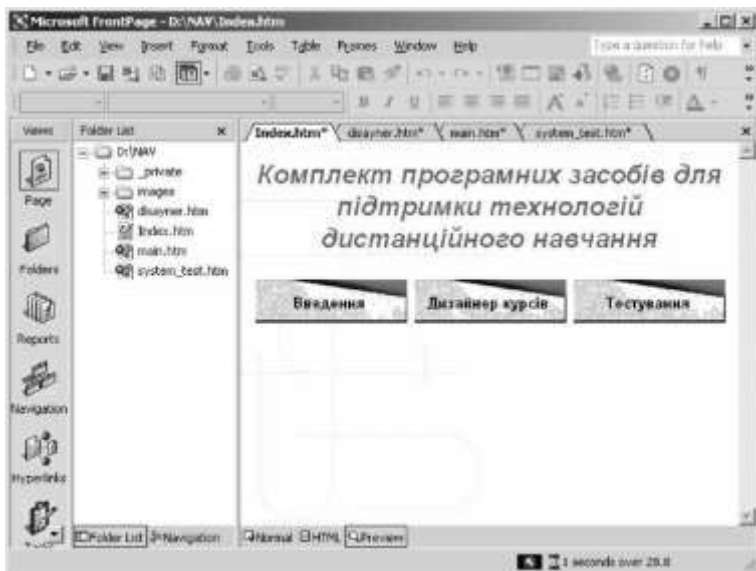 Microsoft FrontPage - D:\NAV\Index.htm
File Edit View Insert Format Tools Table Frames Window Help
Type a question for help
Views
Folder List
Index.htm*
disayner.htm*
main.htm*
system_test.htm*
D:\NAV
_private
images
disayner.htm
Index.htm
main.htm
system_test.htm
Page
Folders
Reports
Navigation
Hyperlinks
Комплект програмних засобів для
підтримки технологій
дистанційного навчання
Введення
Дизайнер курсів
Тестування
Folder List
Navigation
Normal
HTML
Preview
1 seconds over 28.8